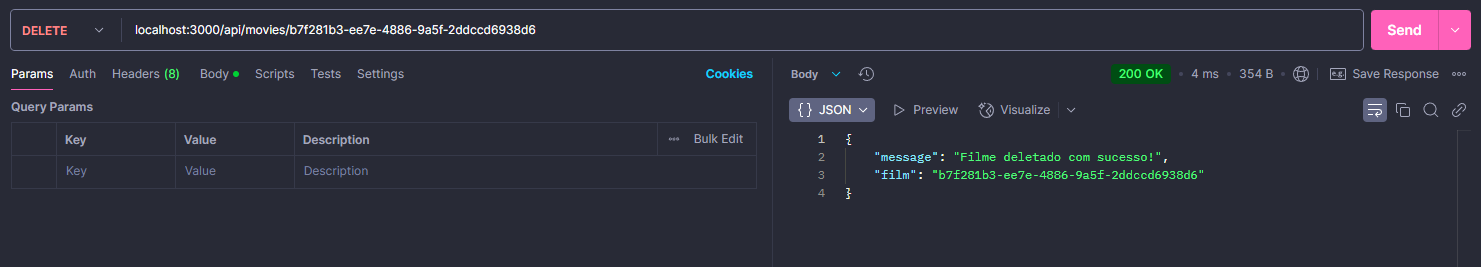 DELETE localhost:3000/api/movies/b7f281b3-ee7e-4886-9a5f-2ddccd6938d6 Send
Params Auth Headers (8) Body Scripts Tests Settings Cookies
Query Params
Key Value Description Bulk Edit
Key Value Description
Body 200 OK 4 ms 354 B e.g. Save Response
{ } JSON Preview Visualize
1 {
2 "message": "Filme deletado com sucesso!",
3 "film": "b7f281b3-ee7e-4886-9a5f-2ddccd6938d6"
4 }